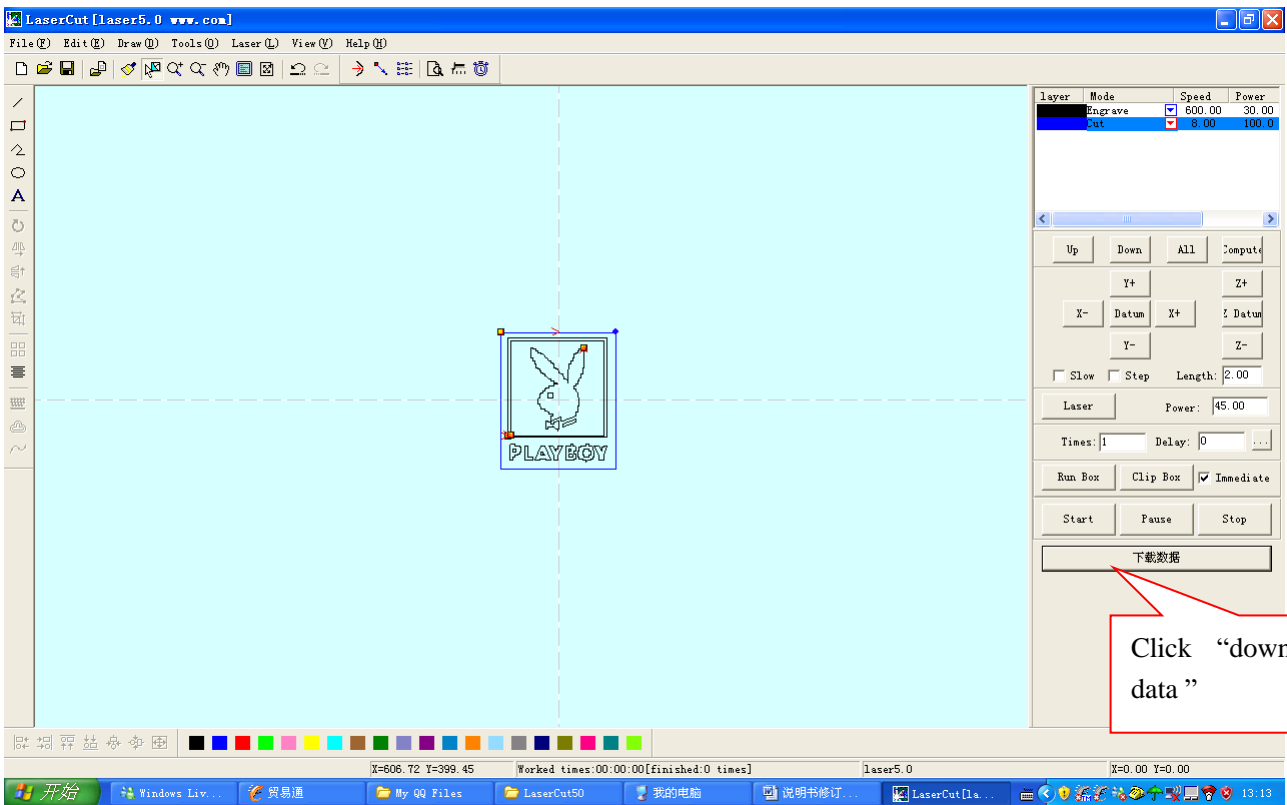 LaserCut[laser5.0 www.com]
File(F) Edit(E) Draw(D) Tools(O) Laser(L) View(V) Help(H)
layer Mode Speed Power
Engrave 600.00 30.00
Cut 8.00 100.0
Up Down All Compute
Y+ Z+
X- Datum X+ Z Datum
Y- Z-
Slow Step Length: 2.00
Laser Power: 45.00
Times: 1 Delay: 0 ...
Run Box Clip Box Immediate
Start Pause Stop
下载数据
PLAYBOY
Click “down
data ”
X=606.72 Y=399.45 Worked times:00:00:00[finished:0 times] laser5.0 X=0.00 Y=0.00
开始 Windows Liv... 贸易通 My QQ Files LaserCut50 我的电脑 说明书修订... LaserCut[la... 13:13